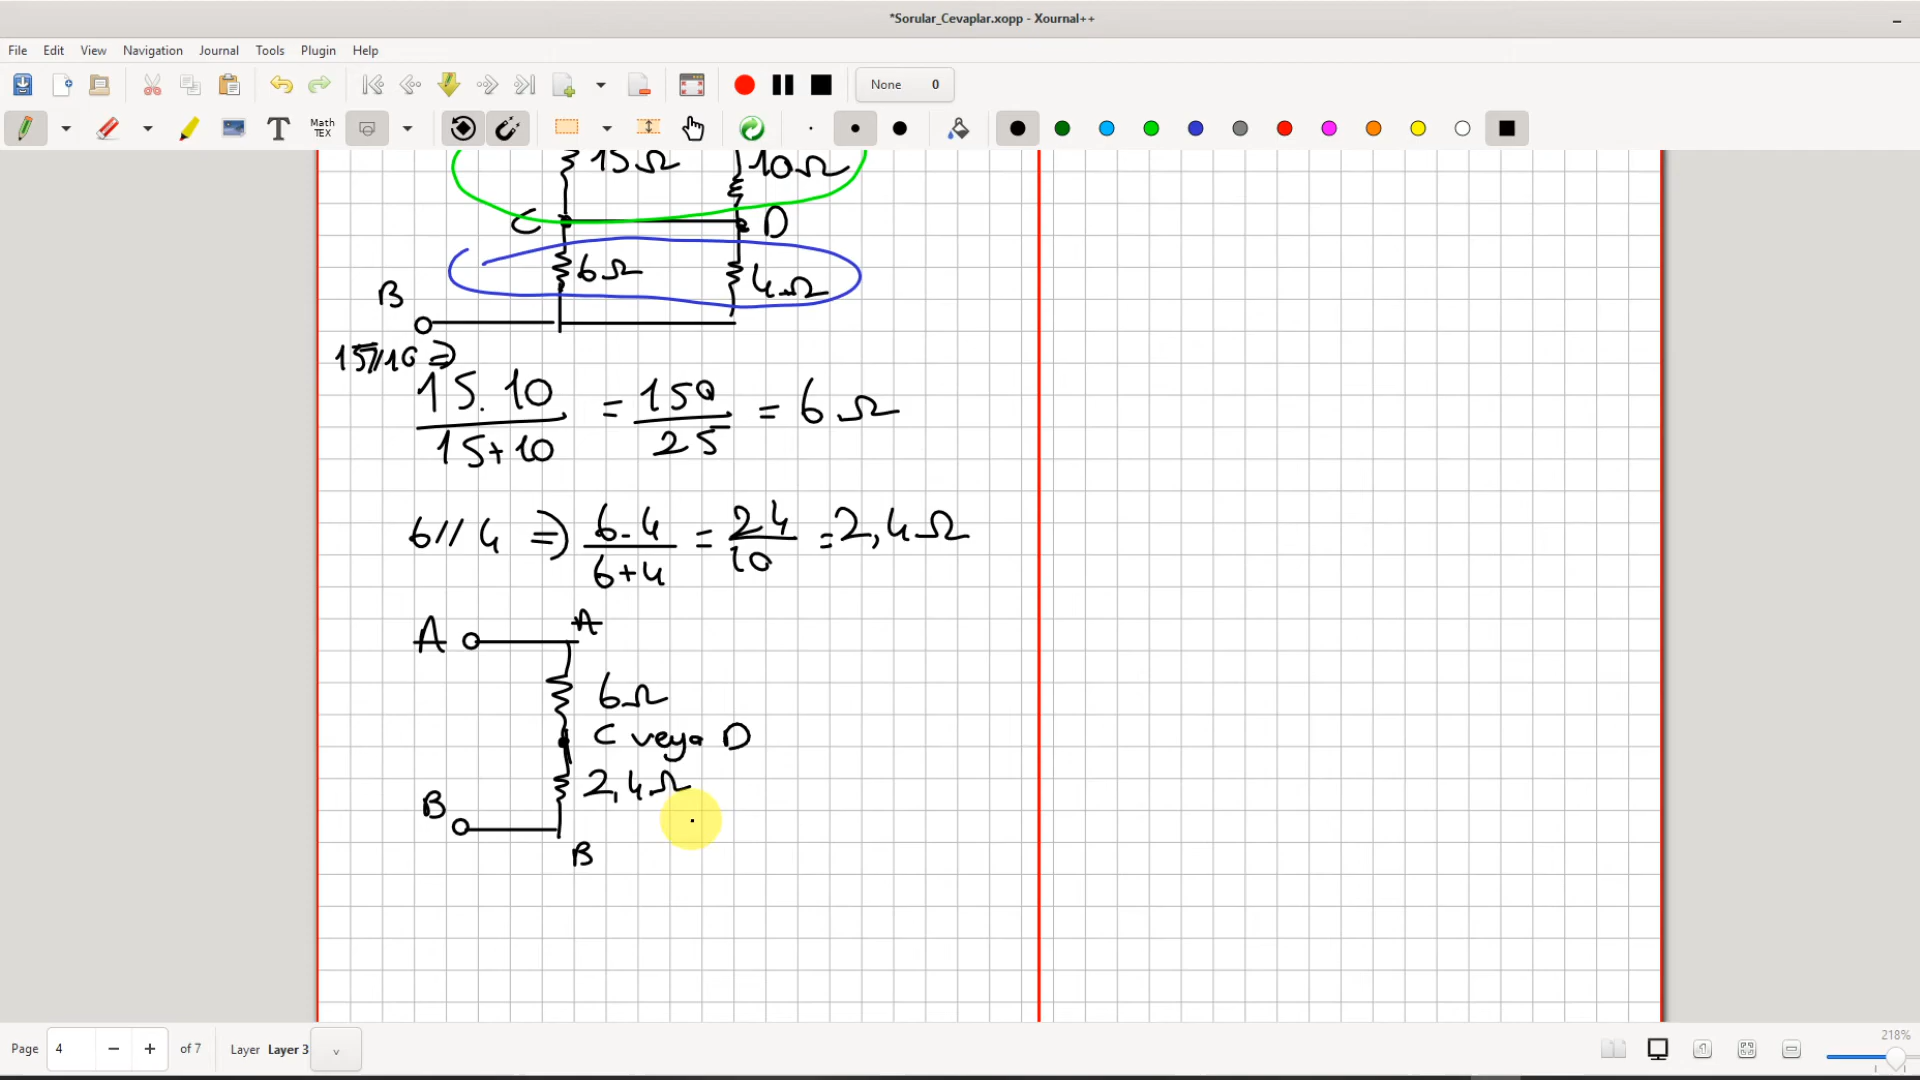 *Sorular_Cevaplar.xopp - Xournal++
File Edit View Navigation Journal Tools Plugin Help
None 0
T Math TEX
15Ω 10Ω
C D
6Ω 4Ω
B
15//10 ⇒
15.10 / 15+10 = 150 / 25 = 6Ω
6//4 ⇒ 6.4 / 6+4 = 24 / 10 = 2,4Ω
A A
6Ω
C veya D
2,4Ω
B
B
Page 4 − + of 7 Layer Layer 3 v
218%